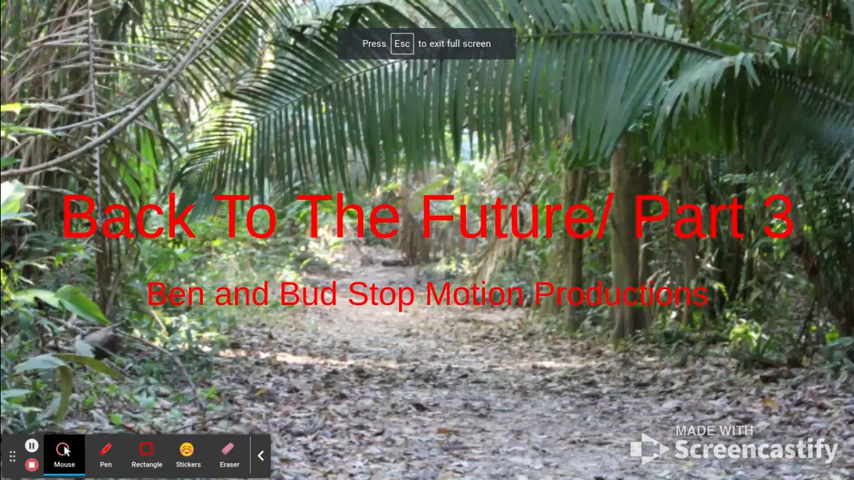 Press Esc to exit full screen
Back To The Future/ Part 3
Ben and Bud Stop Motion Productions
MADE WITH
Screencastify
Mouse Pen Rectangle Stickers Eraser